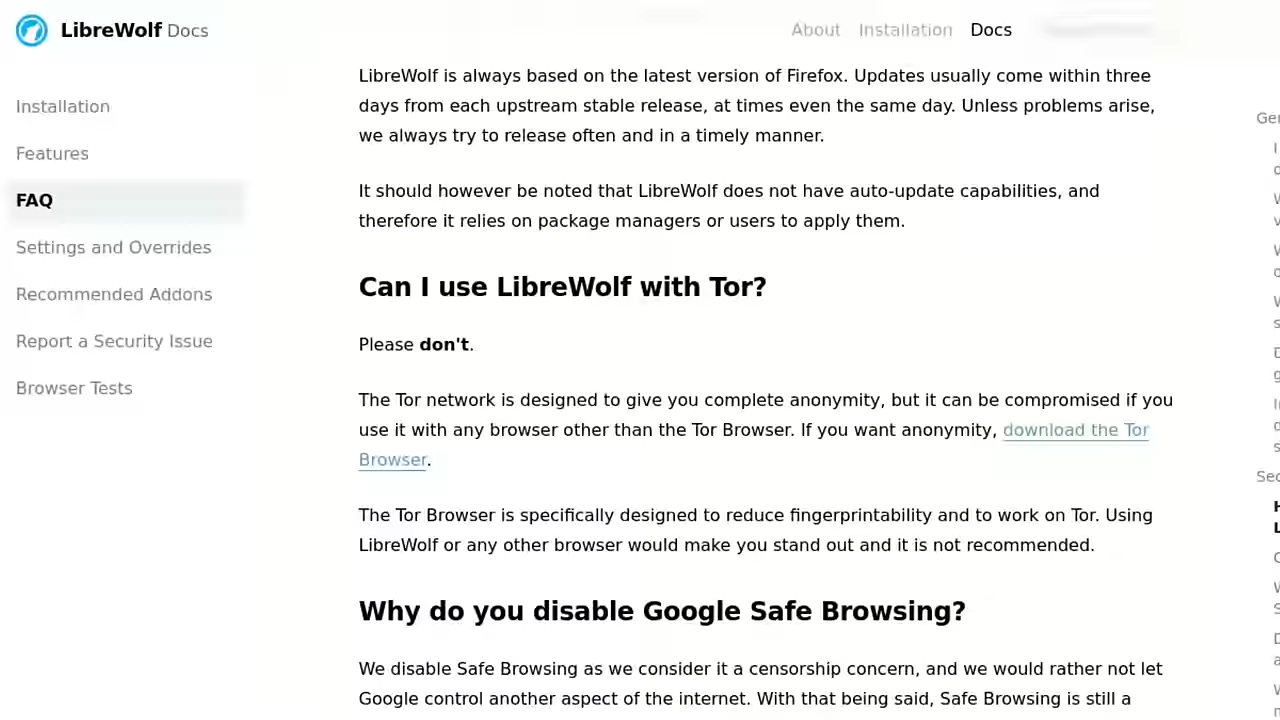 LibreWolf Docs
About Installation Docs
Installation
Features
FAQ
Settings and Overrides
Recommended Addons
Report a Security Issue
Browser Tests
LibreWolf is always based on the latest version of Firefox. Updates usually come within three
days from each upstream stable release, at times even the same day. Unless problems arise,
we always try to release often and in a timely manner.
It should however be noted that LibreWolf does not have auto-update capabilities, and
therefore it relies on package managers or users to apply them.
Can I use LibreWolf with Tor?
Please don't.
The Tor network is designed to give you complete anonymity, but it can be compromised if you
use it with any browser other than the Tor Browser. If you want anonymity, download the Tor
Browser.
The Tor Browser is specifically designed to reduce fingerprintability and to work on Tor. Using
LibreWolf or any other browser would make you stand out and it is not recommended.
Why do you disable Google Safe Browsing?
We disable Safe Browsing as we consider it a censorship concern, and we would rather not let
Google control another aspect of the internet. With that being said, Safe Browsing is still a